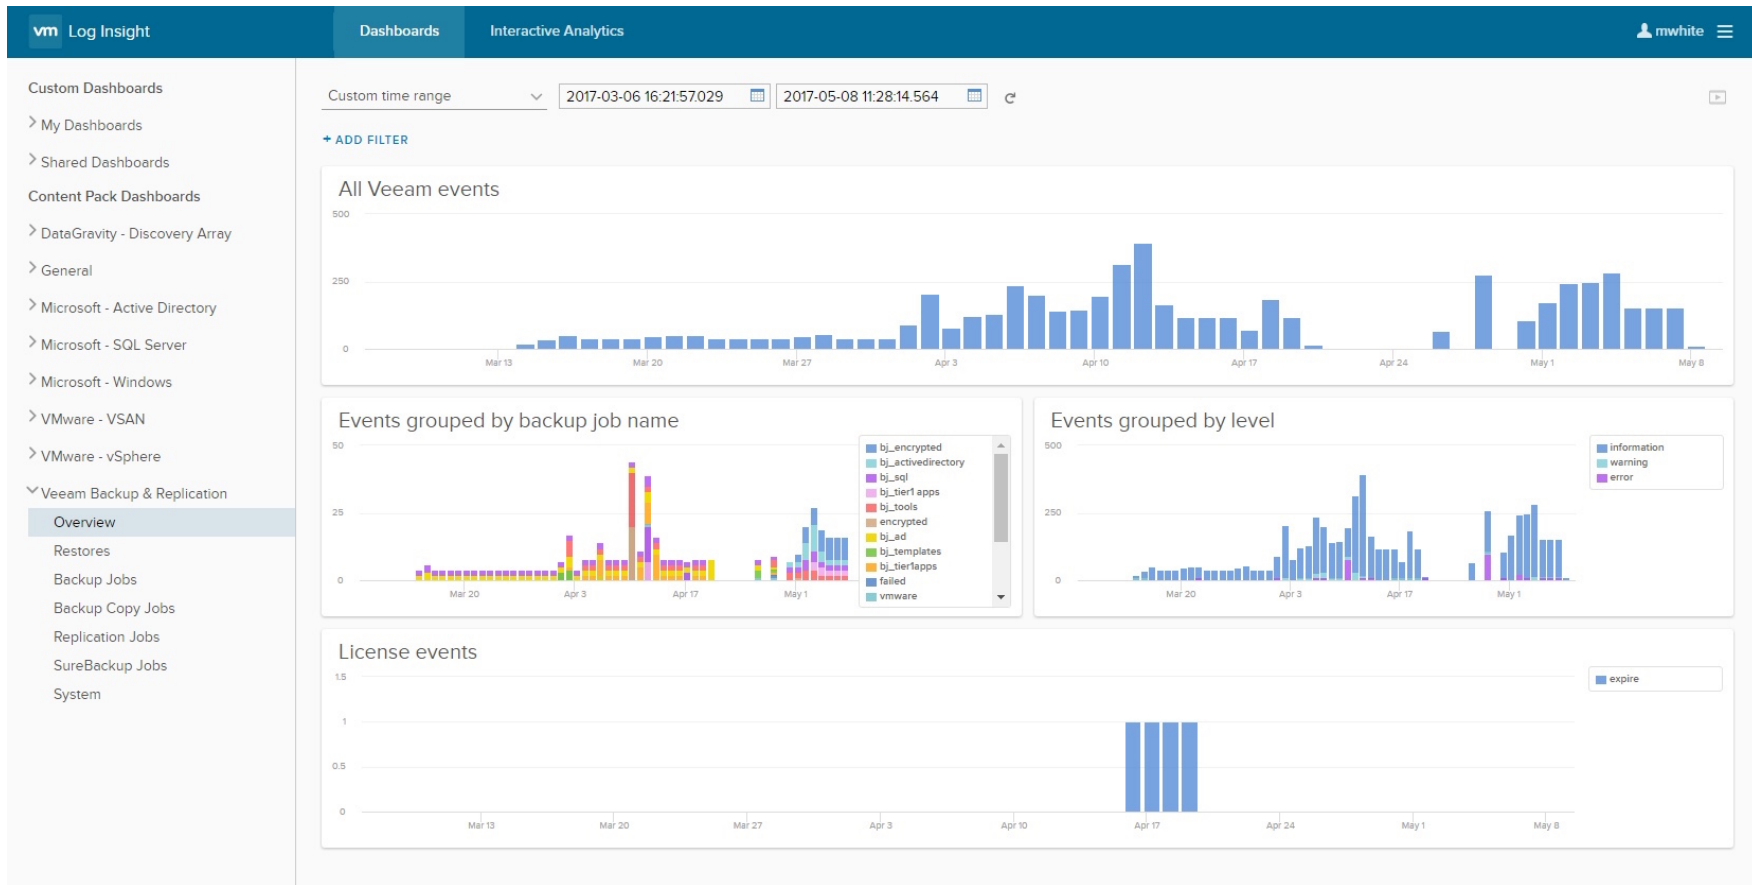 vm Log Insight
Dashboards
Interactive Analytics
mwhite
Custom Dashboards
My Dashboards
Shared Dashboards
Content Pack Dashboards
DataGravity - Discovery Array
General
Microsoft - Active Directory
Microsoft - SQL Server
Microsoft - Windows
VMware - VSAN
VMware - vSphere
Veeam Backup & Replication
Overview
Restores
Backup Jobs
Backup Copy Jobs
Replication Jobs
SureBackup Jobs
System
Custom time range
2017-03-06 16:21:57.029
2017-05-08 11:28:14.564
+ ADD FILTER
All Veeam events
500
250
0
Mar 13 Mar 20 Mar 27 Apr 3 Apr 10 Apr 17 Apr 24 May 1 May 8
Events grouped by backup job name
50
25
0
Mar 20 Apr 3 Apr 17 May 1
bj_encrypted
bj_activedirectory
bj_sql
bj_tier1 apps
bj_tools
encrypted
bj_ad
bj_templates
bj_tier1apps
failed
vmware
Events grouped by level
500
250
0
Mar 20 Apr 3 Apr 17 May 1
information
warning
error
License events
1.5
1
0.5
0
Mar 13 Mar 20 Mar 27 Apr 3 Apr 10 Apr 17 Apr 24 May 1 May 8
expire